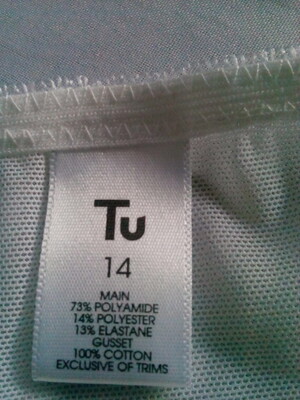 Tu
14
MAIN
73% POLYAMIDE
14% POLYESTER
13% ELASTANE
GUSSET
100% COTTON
EXCLUSIVE OF TRIMS